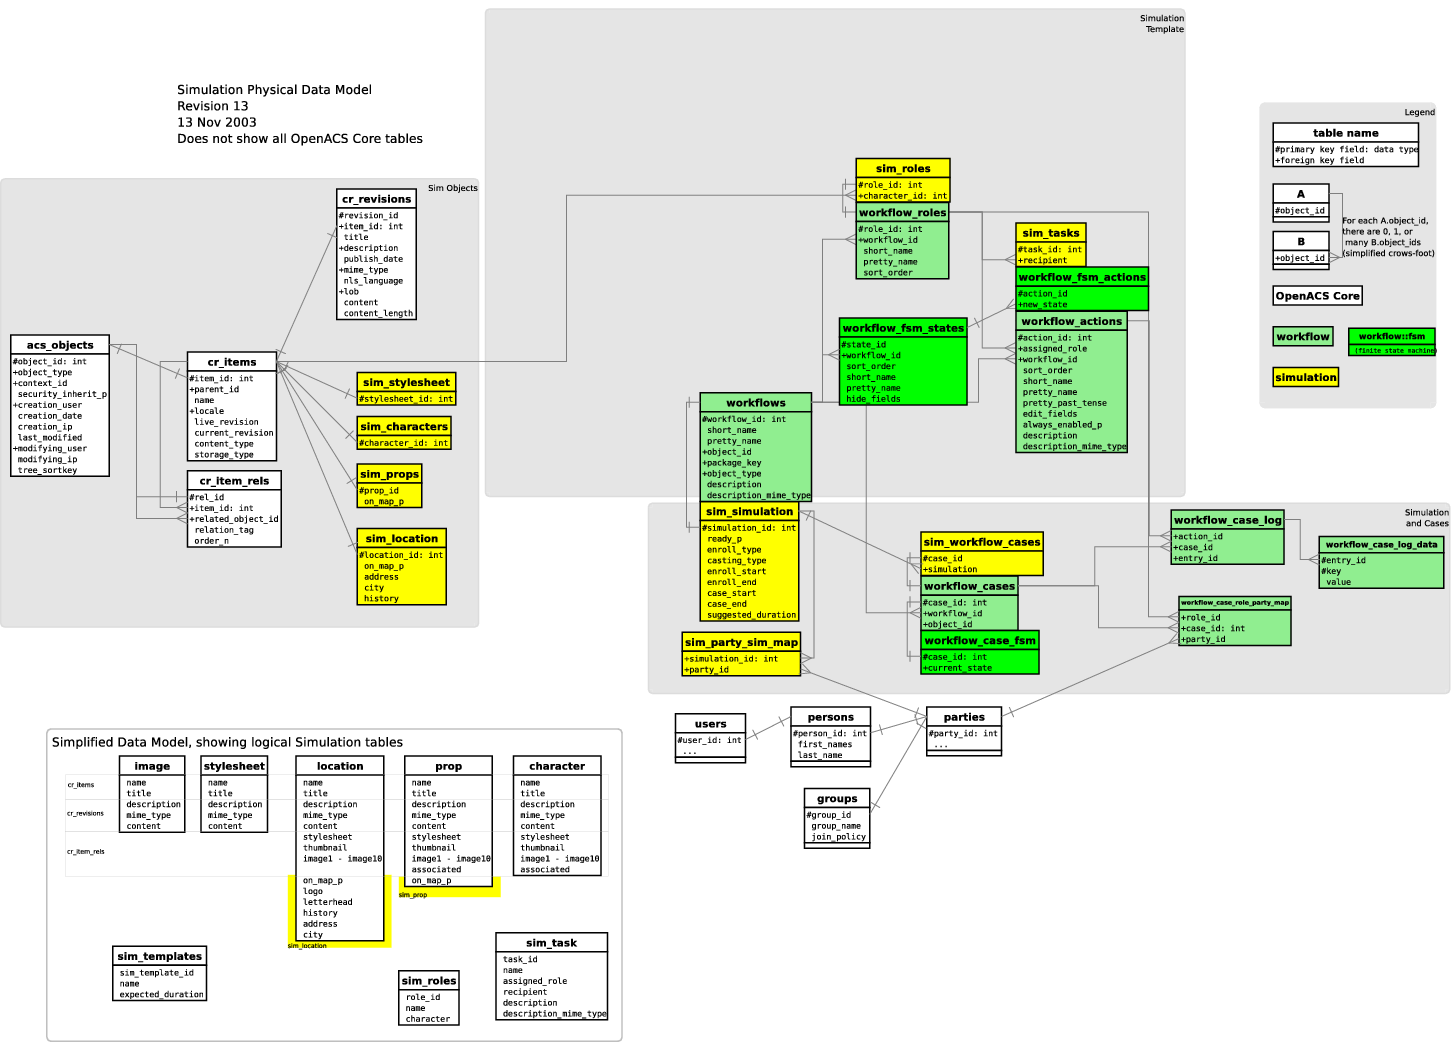 Simulation
Template
Simulation Physical Data Model
Revision 13
13 Nov 2003
Does not show all OpenACS Core tables
Legend
table name
#primary key field: data type
+foreign key field
A
#object_id
B
+object_id
For each A.object_id,
there are 0, 1, or
many B.object_ids
(simplified crows-foot)
OpenACS Core
workflow
workflow::fsm
(finite state machine)
simulation
Sim Objects
cr_revisions
#revision_id
+item_id: int
title
+description
publish_date
+mime_type
nls_language
+lob
content
content_length
acs_objects
#object_id: int
+object_type
+context_id
security_inherit_p
+creation_user
creation_date
creation_ip
last_modified
+modifying_user
modifying_ip
tree_sortkey
cr_items
#item_id: int
+parent_id
name
+locale
live_revision
current_revision
content_type
storage_type
cr_item_rels
#rel_id
+item_id: int
+related_object_id
relation_tag
order_n
sim_stylesheet
#stylesheet_id: int
sim_characters
#character_id: int
sim_props
#prop_id
on_map_p
sim_location
#location_id: int
on_map_p
address
city
history
sim_roles
#role_id: int
+character_id: int
workflow_roles
#role_id: int
+workflow_id
short_name
pretty_name
sort_order
sim_tasks
#task_id: int
+recipient
workflow_fsm_actions
#action_id
+new_state
workflow_actions
#action_id: int
+assigned_role
+workflow_id
sort_order
short_name
pretty_name
pretty_past_tense
edit_fields
always_enabled_p
description
description_mime_type
workflow_fsm_states
#state_id
+workflow_id
sort_order
short_name
pretty_name
hide_fields
workflows
#workflow_id: int
short_name
pretty_name
+object_id
+package_key
+object_type
description
description_mime_type
sim_simulation
#simulation_id: int
ready_p
enroll_type
casting_type
enroll_start
enroll_end
case_start
case_end
suggested_duration
sim_party_sim_map
+simulation_id: int
+party_id
Simulation
and Cases
sim_workflow_cases
#case_id
+simulation
workflow_cases
#case_id: int
+workflow_id
+object_id
workflow_case_fsm
#case_id: int
+current_state
workflow_case_log
+action_id
+case_id
+entry_id
workflow_case_log_data
#entry_id
#key
value
workflow_case_role_party_map
+role_id
+case_id: int
+party_id
users
#user_id: int
...
persons
#person_id: int
first_names
last_name
parties
#party_id: int
...
groups
#group_id
group_name
join_policy
Simplified Data Model, showing logical Simulation tables
cr_items
cr_revisions
cr_item_rels
image
name
title
description
mime_type
content
stylesheet
name
title
description
mime_type
content
location
name
title
description
mime_type
content
stylesheet
thumbnail
image1 - image10
on_map_p
logo
letterhead
history
address
city
sim_location
prop
name
title
description
mime_type
content
stylesheet
thumbnail
image1 - image10
associated
on_map_p
sim_prop
character
name
title
description
mime_type
content
stylesheet
thumbnail
image1 - image10
associated
sim_templates
sim_template_id
name
expected_duration
sim_roles
role_id
name
character
sim_task
task_id
name
assigned_role
recipient
description
description_mime_type